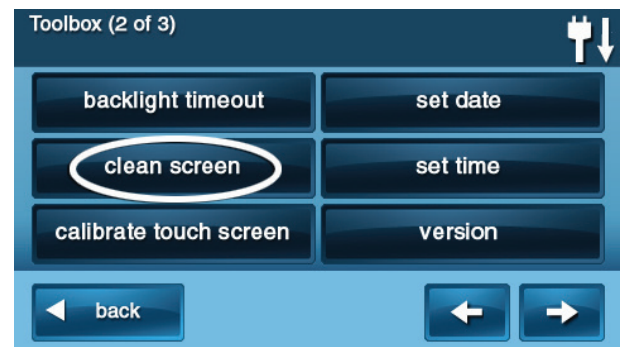 Toolbox (2 of 3)
backlight timeout
set date
clean screen
set time
calibrate touch screen
version
back